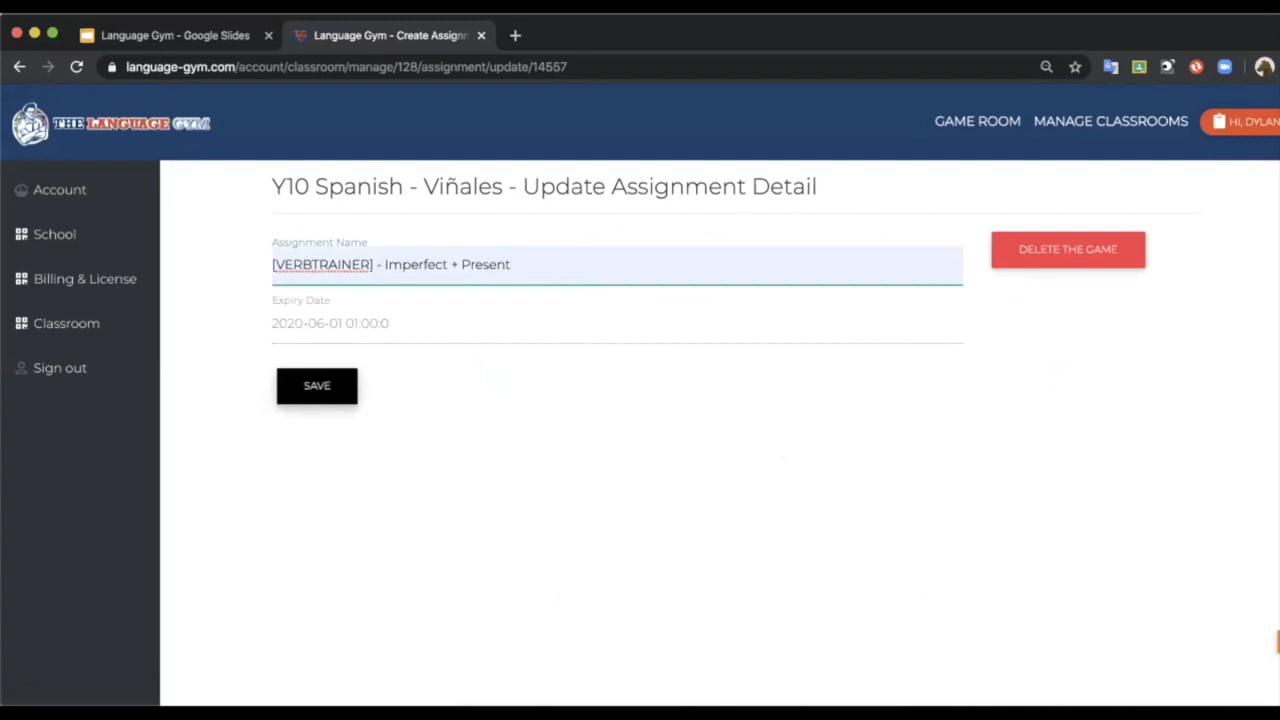 Language Gym - Google Slides
Language Gym - Create Assignn
language-gym.com/account/classroom/manage/128/assignment/update/14557
THE LANGUAGE GYM
GAME ROOM
MANAGE CLASSROOMS
HI, DYLAN
Account
School
Billing & License
Classroom
Sign out
Y10 Spanish - Viñales - Update Assignment Detail
Assignment Name
[VERBTRAINER] - Imperfect + Present
DELETE THE GAME
Expiry Date
2020-06-01 01:00:0
SAVE